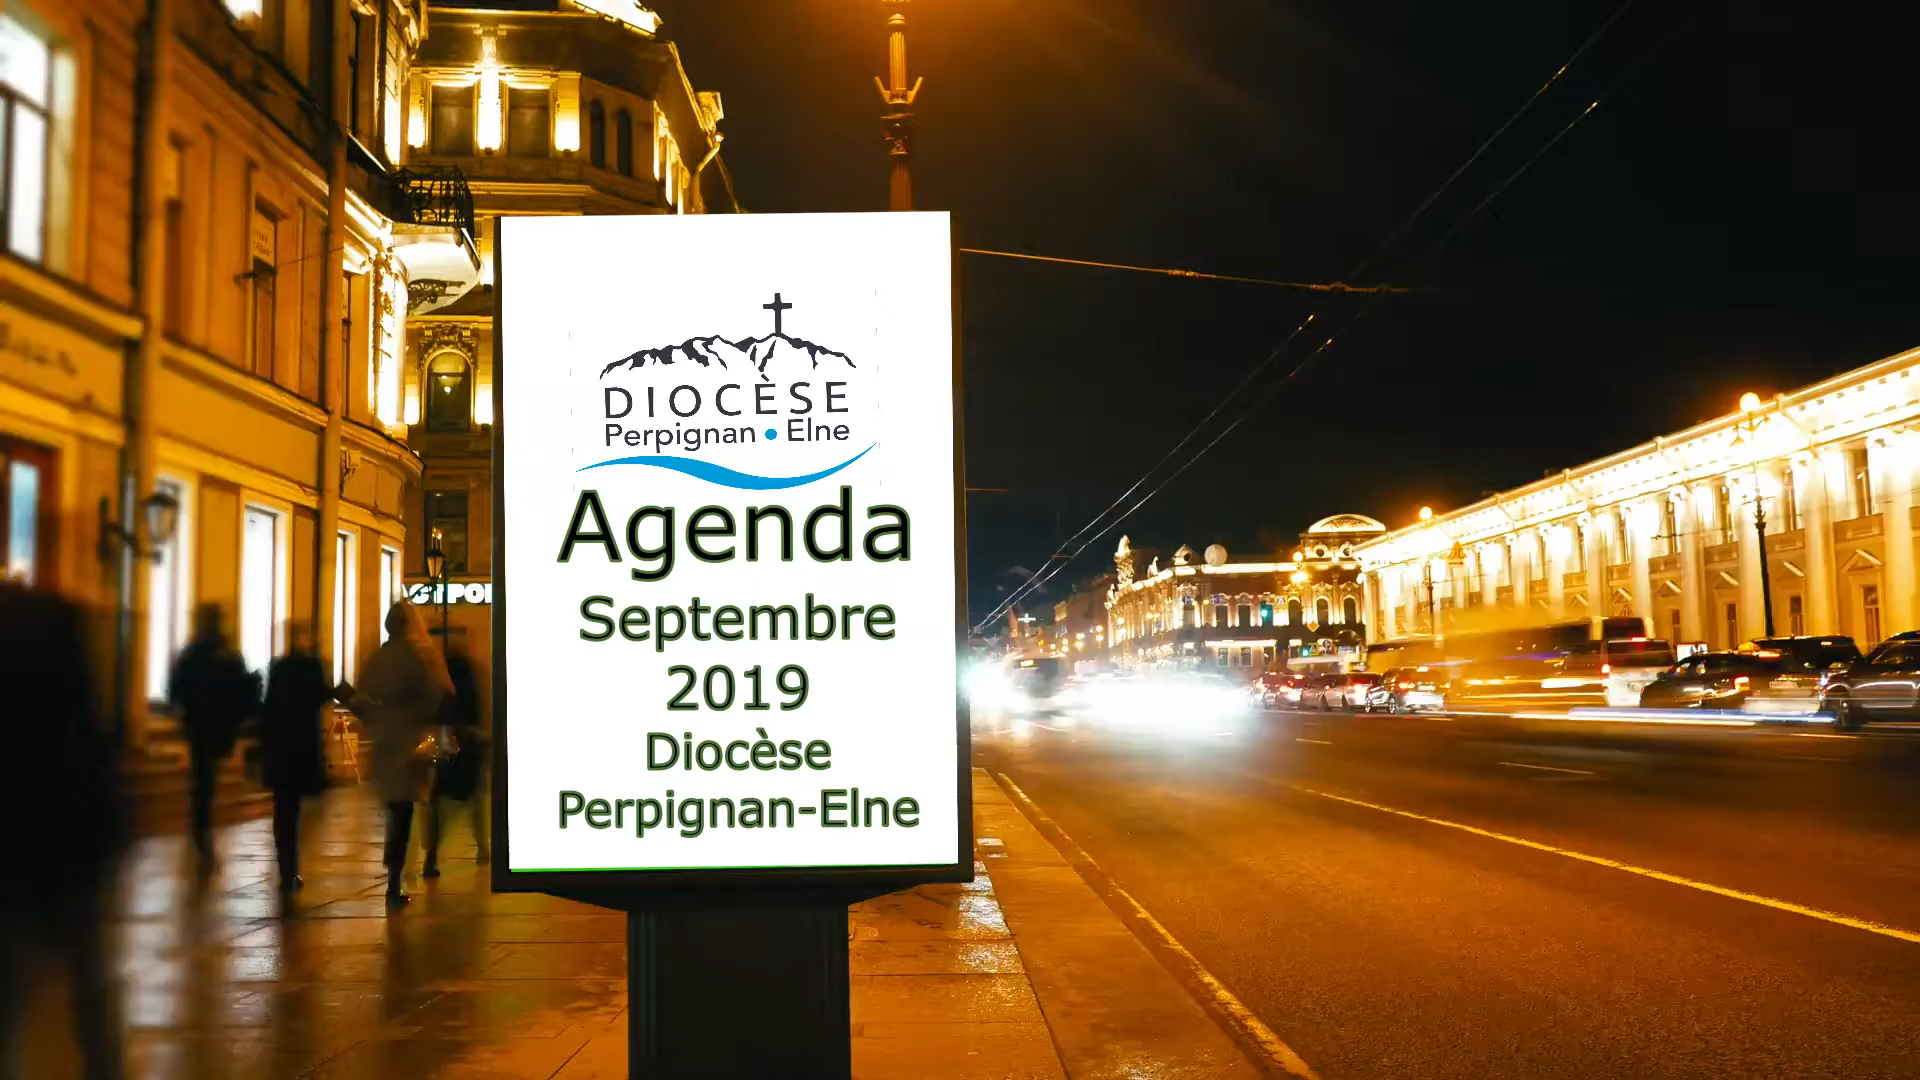 DIOCÈSE
Perpignan • Elne
Agenda
Septembre
2019
Diocèse
Perpignan-Elne